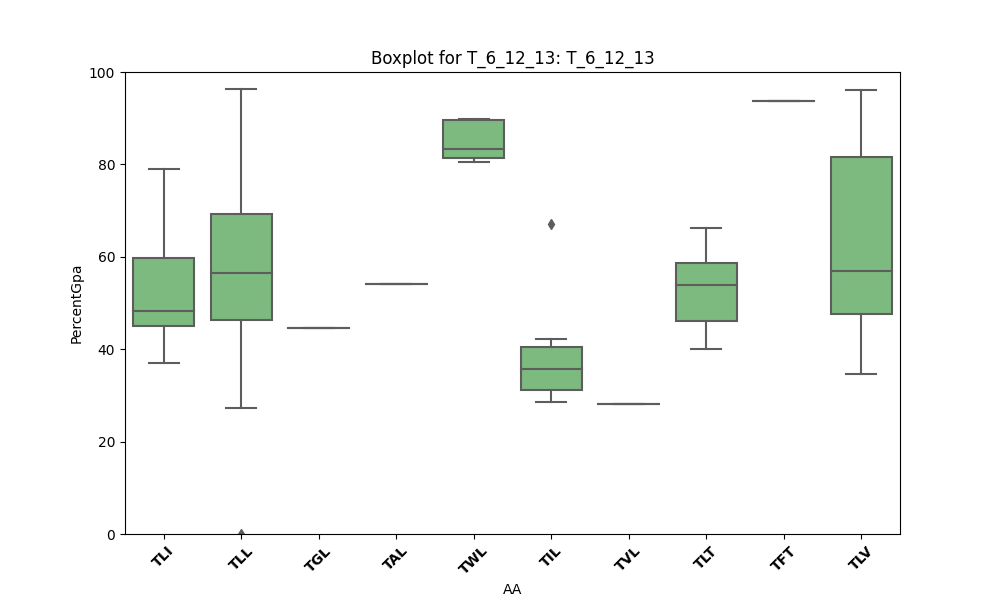 Boxplot for T_6_12_13: T_6_12_13
100
80
60
40
20
0
PercentGpa
TLI TLL TGL TAL TWL TIL TVL TLT TFT TLV
AA